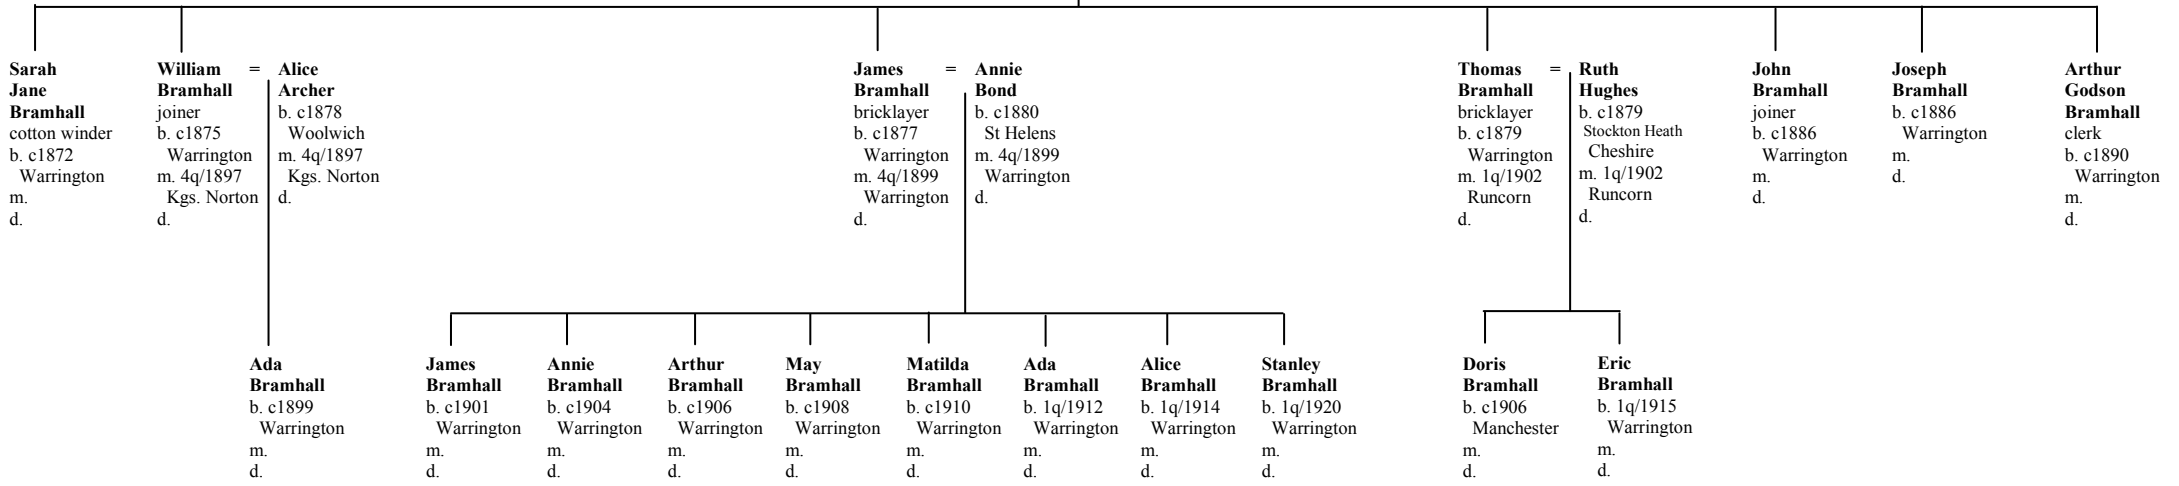 Sarah
Jane
Bramhall
cotton winder
b. c1872
Warrington
m.
d.
William =
Bramhall
joiner
b. c1875
Warrington
m. 4q/1897
Kgs. Norton
d.
Alice
Archer
b. c1878
Woolwich
m. 4q/1897
Kgs. Norton
d.
James =
Bramhall
bricklayer
b. c1877
Warrington
m. 4q/1899
Warrington
d.
Annie
Bond
b. c1880
St Helens
m. 4q/1899
Warrington
d.
Thomas =
Bramhall
bricklayer
b. c1879
Warrington
m. 1q/1902
Runcorn
d.
Ruth
Hughes
b. c1879
Stockton Heath
Cheshire
m. 1q/1902
Runcorn
d.
John
Bramhall
joiner
b. c1886
Warrington
m.
d.
Joseph
Bramhall
b. c1886
Warrington
m.
d.
Arthur
Godson
Bramhall
clerk
b. c1890
Warrington
m.
d.
Ada
Bramhall
b. c1899
Warrington
m.
d.
James
Bramhall
b. c1901
Warrington
m.
d.
Annie
Bramhall
b. c1904
Warrington
m.
d.
Arthur
Bramhall
b. c1906
Warrington
m.
d.
May
Bramhall
b. c1908
Warrington
m.
d.
Matilda
Bramhall
b. c1910
Warrington
m.
d.
Ada
Bramhall
b. 1q/1912
Warrington
m.
d.
Alice
Bramhall
b. 1q/1914
Warrington
m.
d.
Stanley
Bramhall
b. 1q/1920
Warrington
m.
d.
Doris
Bramhall
b. c1906
Manchester
m.
d.
Eric
Bramhall
b. 1q/1915
Warrington
m.
d.